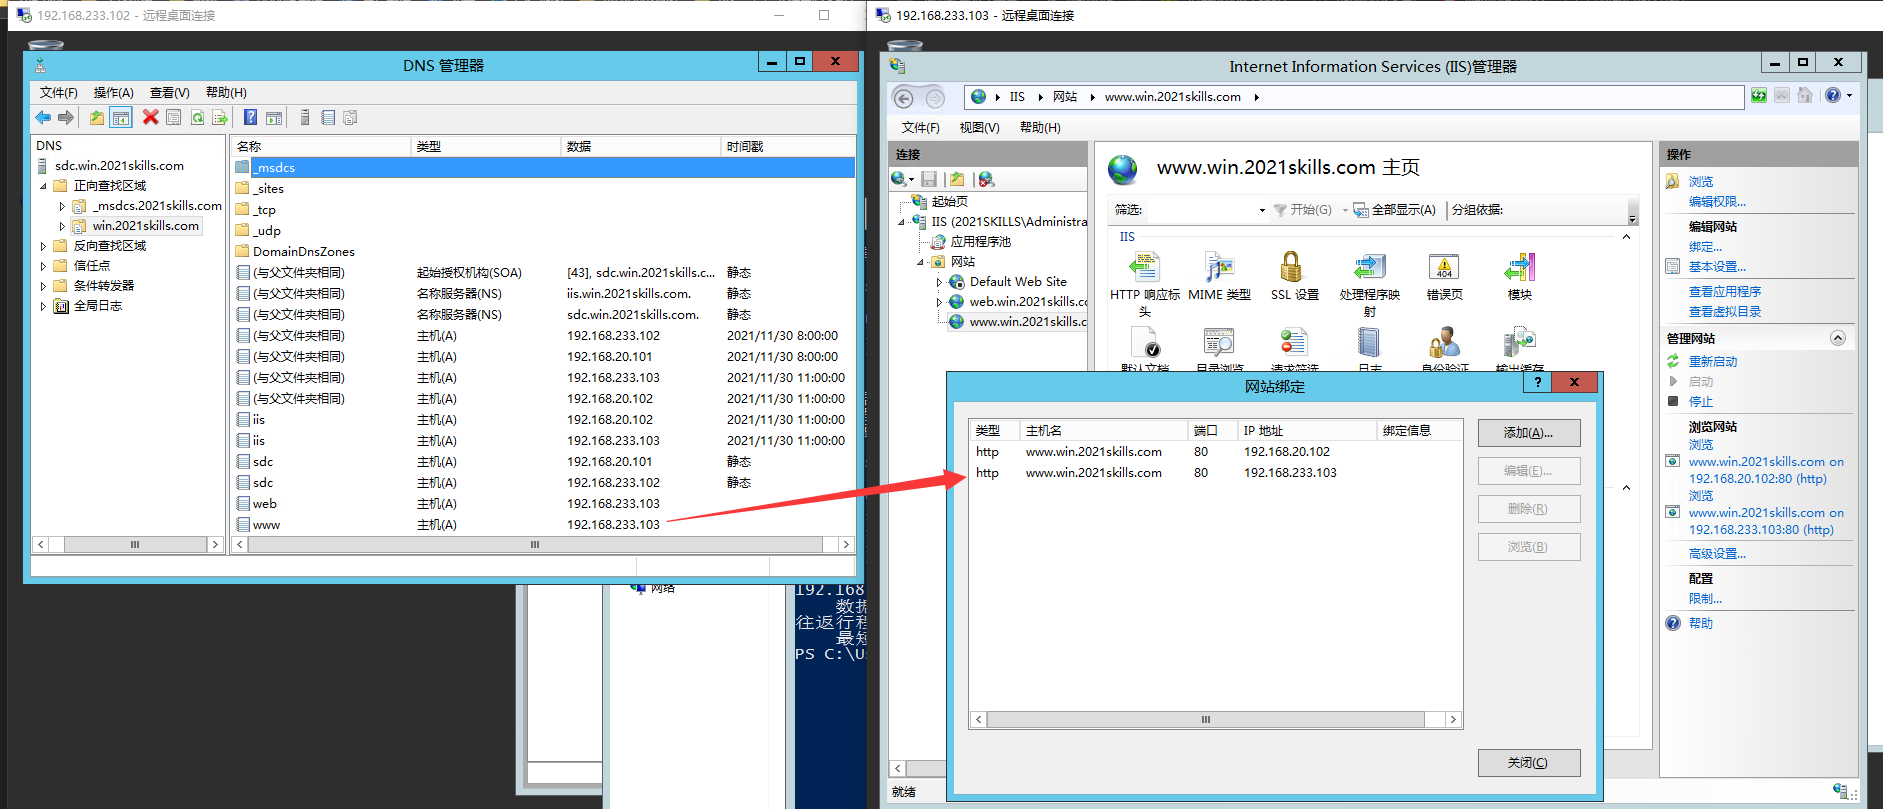 192.168.233.102 - 远程桌面连接
DNS 管理器
文件(F) 操作(A) 查看(V) 帮助(H)
DNS
sdc.win.2021skills.com
正向查找区域
_msdcs.2021skills.com
win.2021skills.com
反向查找区域
信任点
条件转发器
全局日志
名称 类型 数据 时间戳
_msdcs
_sites
_tcp
_udp
DomainDnsZones
(与父文件夹相同) 起始授权机构(SOA) [43], sdc.win.2021skills.c... 静态
(与父文件夹相同) 名称服务器(NS) iis.win.2021skills.com. 静态
(与父文件夹相同) 名称服务器(NS) sdc.win.2021skills.com. 静态
(与父文件夹相同) 主机(A) 192.168.233.102 2021/11/30 8:00:00
(与父文件夹相同) 主机(A) 192.168.20.101 2021/11/30 8:00:00
(与父文件夹相同) 主机(A) 192.168.233.103 2021/11/30 11:00:00
(与父文件夹相同) 主机(A) 192.168.20.102 2021/11/30 11:00:00
iis 主机(A) 192.168.20.102 2021/11/30 11:00:00
iis 主机(A) 192.168.233.103 2021/11/30 11:00:00
sdc 主机(A) 192.168.20.101 静态
sdc 主机(A) 192.168.233.102 静态
web 主机(A) 192.168.233.103
www 主机(A) 192.168.233.103
网络
192.168
数据
往返行程
最短
PS C:\U
192.168.233.103 - 远程桌面连接
Internet Information Services (IIS)管理器
IIS 网站 www.win.2021skills.com
文件(F) 视图(V) 帮助(H)
连接
起始页
IIS (2021SKILLS\Administra
应用程序池
网站
Default Web Site
web.win.2021skills.co
www.win.2021skills.c
就绪
www.win.2021skills.com 主页
筛选: 开始(G) 全部显示(A) 分组依据:
IIS
HTTP 响应标头 MIME 类型 SSL 设置 处理程序映射 错误页 404 模块
默认文档 目录浏览 请求筛选 日志 身份验证 输出缓存
网站绑定
? X
类型 主机名 端口 IP 地址 绑定信息
http www.win.2021skills.com 80 192.168.20.102
http www.win.2021skills.com 80 192.168.233.103
添加(A)...
编辑(E)...
删除(R)
浏览(B)
关闭(C)
操作
浏览
编辑权限...
编辑网站
绑定...
基本设置...
查看应用程序
查看虚拟目录
管理网站
重新启动
启动
停止
浏览网站
浏览
www.win.2021skills.com on
192.168.20.102:80 (http)
浏览
www.win.2021skills.com on
192.168.233.103:80 (http)
高级设置...
配置
限制...
帮助